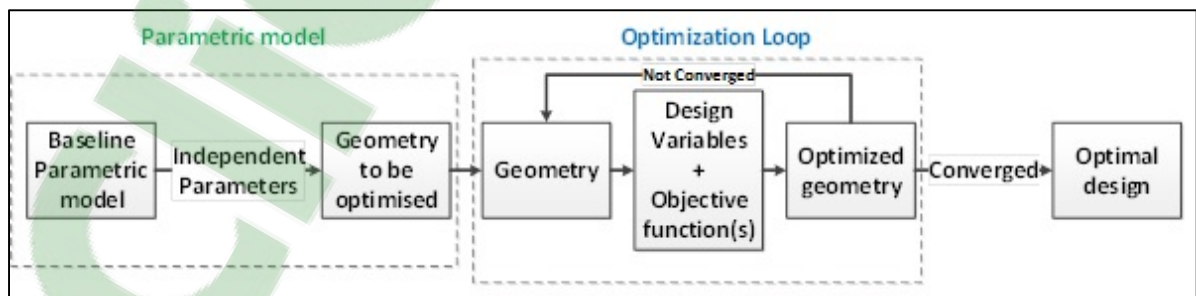 Parametric model
Optimization Loop
Not Converged
Baseline
Parametric
model
Independent
Parameters
Geometry
to be
optimised
Geometry
Design
Variables
+
Objective
function(s)
Optimized
geometry
Converged
Optimal
design